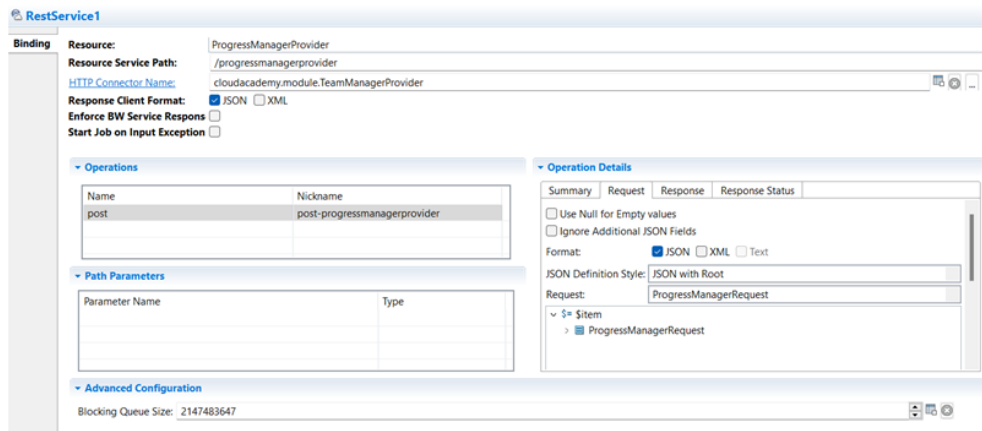 RestService1
Binding
Resource: ProgressManagerProvider
Resource Service Path: /progressmanagerprovider
HTTP Connector Name: cloudacademy.module.TeamManagerProvider ...
Response Client Format: JSON XML
Enforce BW Service Respons
Start Job on Input Exception
Operations
Name Nickname
post post-progressmanagerprovider
Path Parameters
Parameter Name Type
Operation Details
Summary Request Response Response Status
Use Null for Empty values
Ignore Additional JSON Fields
Format: JSON XML Text
JSON Definition Style: JSON with Root
Request: ProgressManagerRequest
$= $item
ProgressManagerRequest
Advanced Configuration
Blocking Queue Size: 2147483647